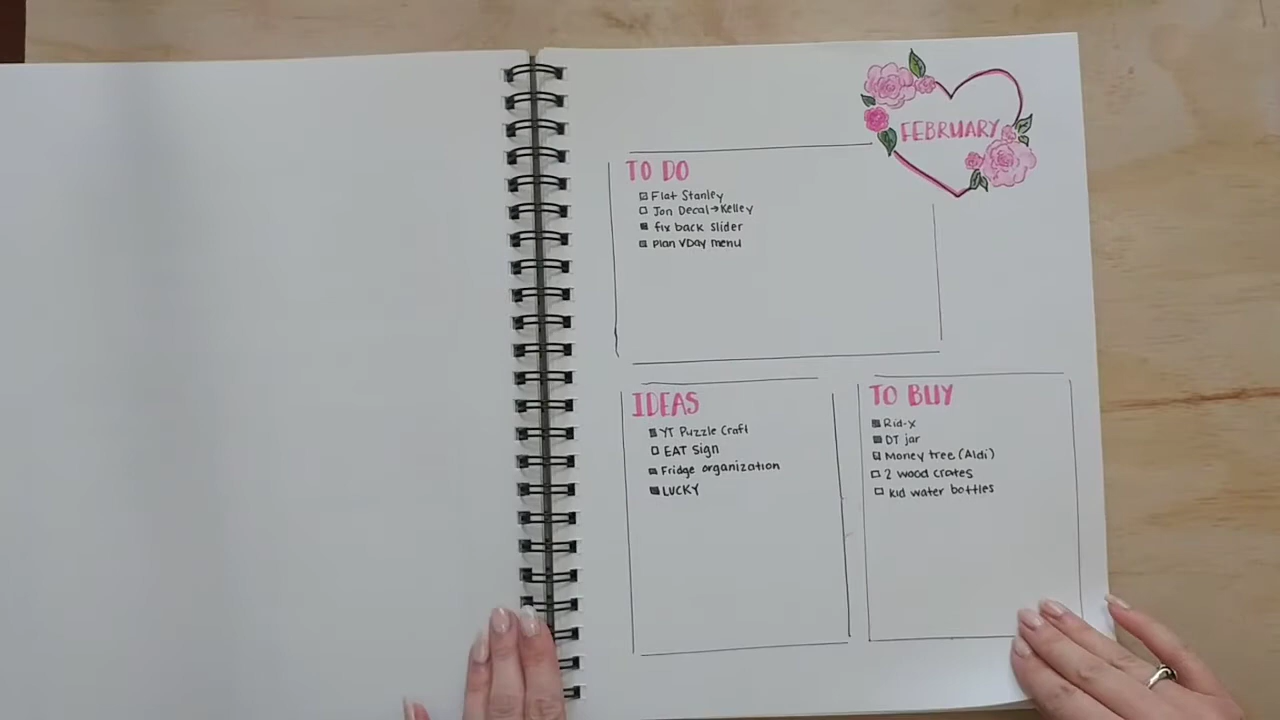 FEBRUARY
TO DO
Flat Stanley
Jon Decal→Kelley
fix back slider
plan VDay menu
IDEAS
YT Puzzle Craft
EAT Sign
Fridge organization
LUCKY
TO BUY
Rid-x
DT jar
Money tree (Aldi)
2 wood crates
kid water bottles